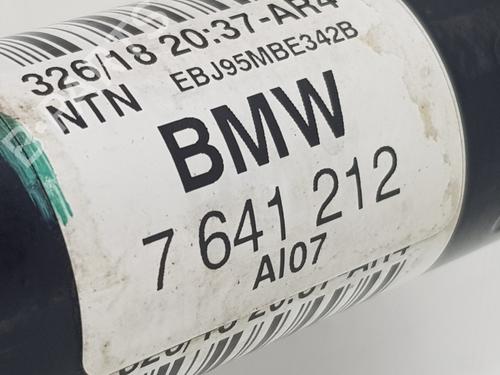 326/18 20:37-AR4
NTN
EBJ95MBE342B
BMW
7 641 212
AI07